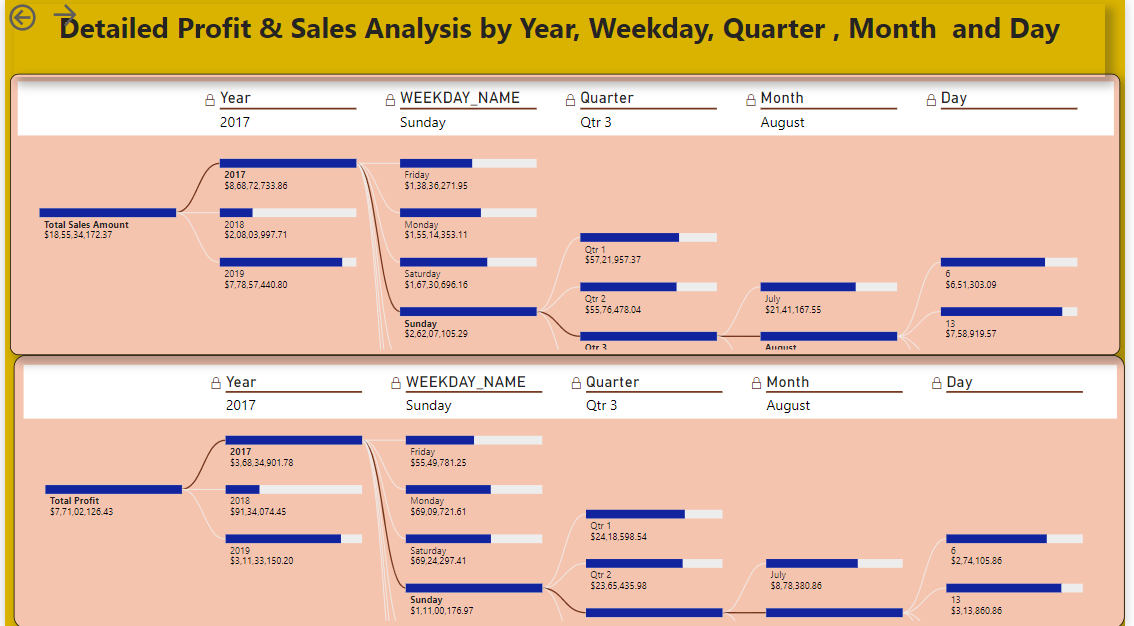 Detailed Profit & Sales Analysis by Year, Weekday, Quarter , Month and Day
Year WEEKDAY_NAME Quarter Month Day
2017 Sunday Qtr 3 August
Total Sales Amount
$18,55,34,172.37
2017
$8,68,72,733.86
2018
$2,08,03,997.71
2019
$7,78,57,440.80
Friday
$1,38,36,271.95
Monday
$1,55,14,353.11
Saturday
$1,67,30,696.16
Sunday
$2,62,07,105.29
Qtr 1
$57,21,957.37
Qtr 2
$55,76,478.04
Qtr 3
July
$21,41,167.55
August
6
$6,51,303.09
13
$7,58,919.57
Year WEEKDAY_NAME Quarter Month Day
2017 Sunday Qtr 3 August
Total Profit
$7,71,02,126.43
2017
$3,68,34,901.78
2018
$91,34,074.45
2019
$3,11,33,150.20
Friday
$55,49,781.25
Monday
$69,09,721.61
Saturday
$69,24,297.41
Sunday
$1,11,00,176.97
Qtr 1
$24,18,598.54
Qtr 2
$23,65,435.98
July
$8,78,380.86
6
$2,74,105.86
13
$3,13,860.86